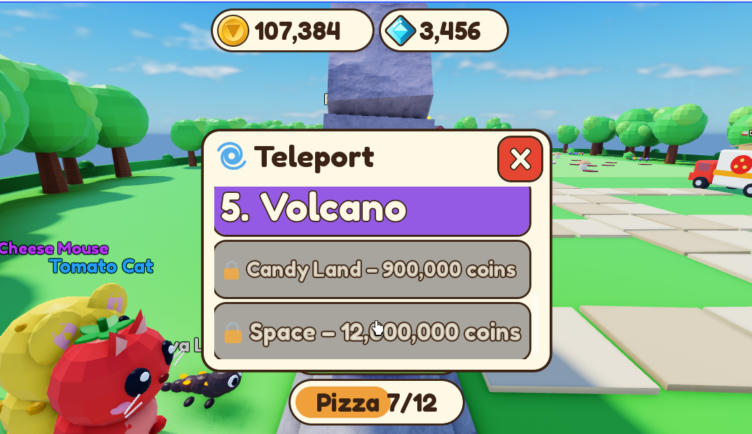 107,384
3,456
Teleport
5. Volcano
Cheese Mouse
Tomato Cat
Candy Land – 900,000 coins
Space – 12,000,000 coins
Pizza 7/12